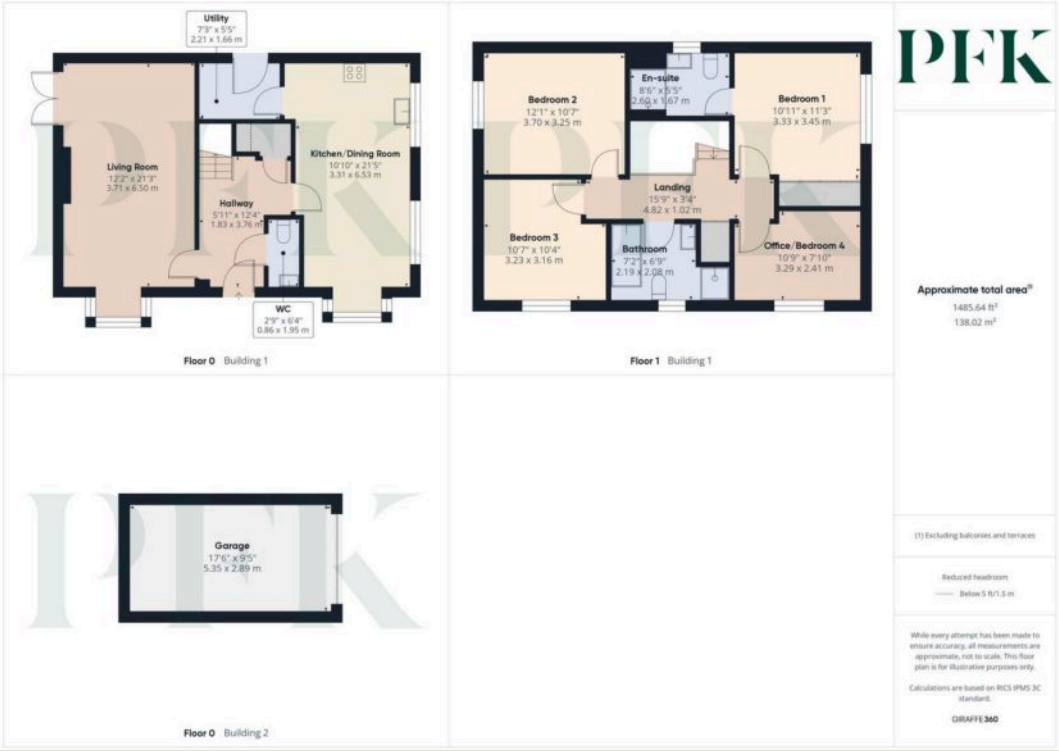 Utility
7'3" x 5'5"
2.21 x 1.66 m
Living Room
12'2" x 21'3"
3.71 x 6.50 m
Kitchen/Dining Room
10'10" x 21'5"
3.31 x 6.53 m
Hallway
5'11" x 12'4"
1.83 x 3.76 m
WC
2'9" x 6'4"
0.86 x 1.95 m
PFK
Floor 0 Building 1
En-suite
8'6" x 5'5"
2.60 x 1.67 m
Bedroom 2
12'1" x 10'7"
3.70 x 3.25 m
Bedroom 1
10'11" x 11'3"
3.33 x 3.45 m
Landing
15'9" x 3'4"
4.82 x 1.02 m
Bedroom 3
10'7" x 10'4"
3.23 x 3.16 m
Bathroom
7'2" x 6'9"
2.19 x 2.08 m
Office/Bedroom 4
10'9" x 7'10"
3.29 x 2.41 m
PFK
Floor 1 Building 1
Garage
17'6" x 9'5"
5.35 x 2.89 m
PFK
Floor 0 Building 2
PFK
Approximate total area(1)
1485.64 ft²
138.02 m²
(1) Excluding balconies and terraces
Reduced headroom
Below 5 ft/1.5 m
While every attempt has been made to
ensure accuracy, all measurements are
approximate, not to scale. This floor
plan is for illustrative purposes only.
Calculations are based on RICS IPMS 3C
standard.
GIRAFFE360